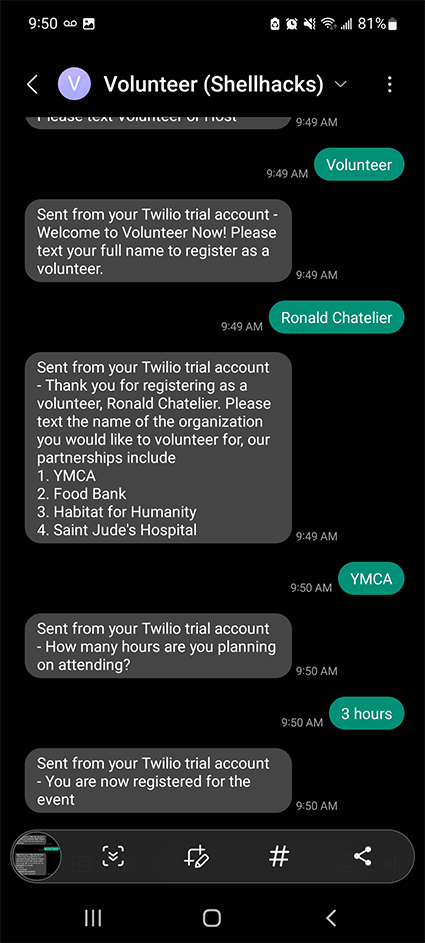 9:50
81%
V
Volunteer (Shellhacks)
Please text Volunteer or Host
9:49 AM
Volunteer
9:49 AM
Sent from your Twilio trial account -
Welcome to Volunteer Now! Please
text your full name to register as a
volunteer.
9:49 AM
Ronald Chatelier
9:49 AM
Sent from your Twilio trial account
- Thank you for registering as a
volunteer, Ronald Chatelier. Please
text the name of the organization
you would like to volunteer for, our
partnerships include
1. YMCA
2. Food Bank
3. Habitat for Humanity
4. Saint Jude's Hospital
9:49 AM
YMCA
9:50 AM
Sent from your Twilio trial account
- How many hours are you planning
on attending?
9:50 AM
3 hours
9:50 AM
Sent from your Twilio trial account
- You are now registered for the
event
9:50 AM
#